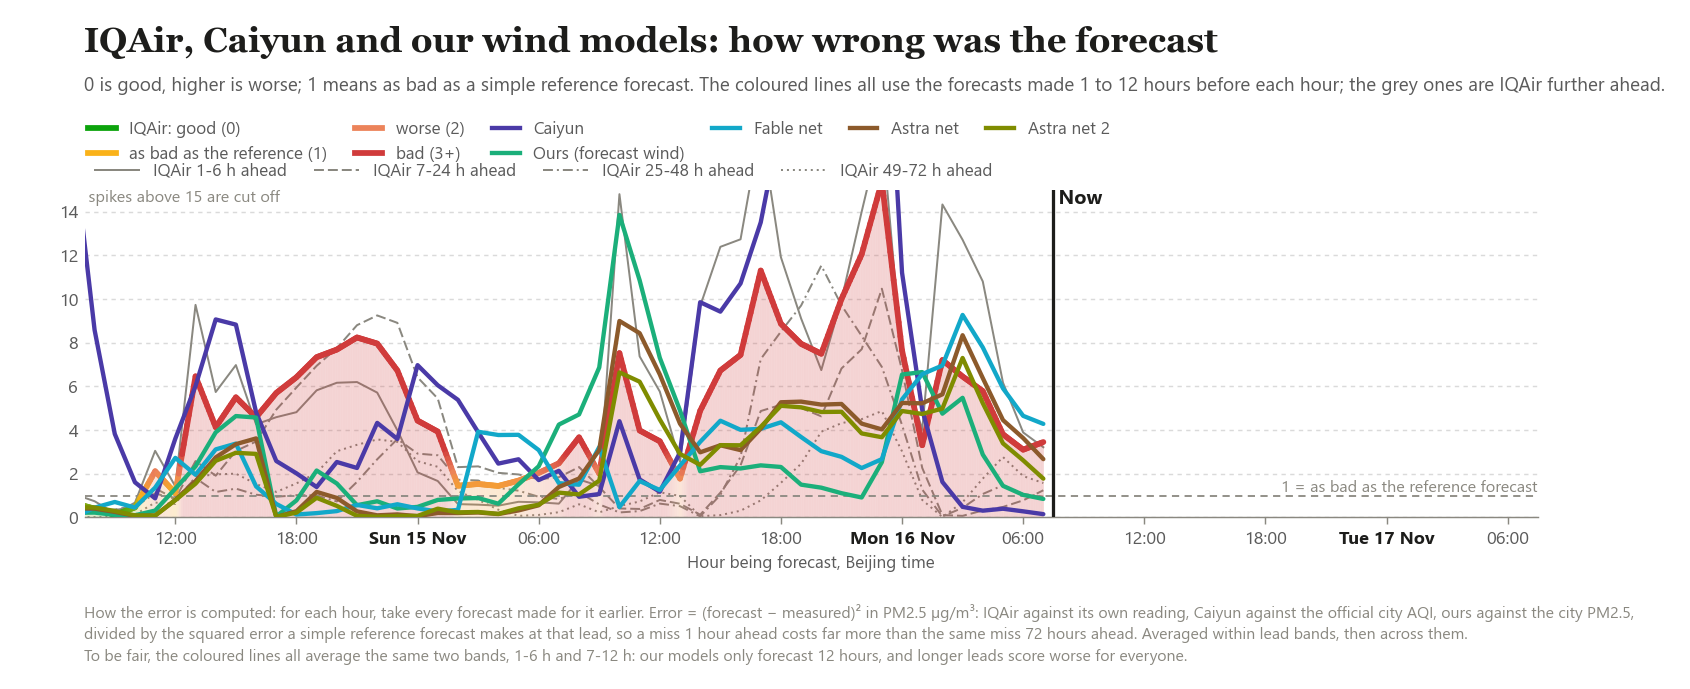 IQAir, Caiyun and our wind models: how wrong was the forecast
0 is good, higher is worse; 1 means as bad as a simple reference forecast. The coloured lines all use the forecasts made 1 to 12 hours before each hour; the grey ones are IQAir further ahead.
IQAir: good (0) worse (2) Caiyun Fable net Astra net Astra net 2
as bad as the reference (1) bad (3+) Ours (forecast wind)
IQAir 1-6 h ahead IQAir 7-24 h ahead IQAir 25-48 h ahead IQAir 49-72 h ahead
spikes above 15 are cut off
Now
14
12
10
8
6
4
2
1 = as bad as the reference forecast
0
12:00 18:00 Sun 15 Nov 06:00 12:00 18:00 Mon 16 Nov 06:00 12:00 18:00 Tue 17 Nov 06:00
Hour being forecast, Beijing time
How the error is computed: for each hour, take every forecast made for it earlier. Error = (forecast − measured)² in PM2.5 µg/m³: IQAir against its own reading, Caiyun against the official city AQI, ours against the city PM2.5,
divided by the squared error a simple reference forecast makes at that lead, so a miss 1 hour ahead costs far more than the same miss 72 hours ahead. Averaged within lead bands, then across them.
To be fair, the coloured lines all average the same two bands, 1-6 h and 7-12 h: our models only forecast 12 hours, and longer leads score worse for everyone.